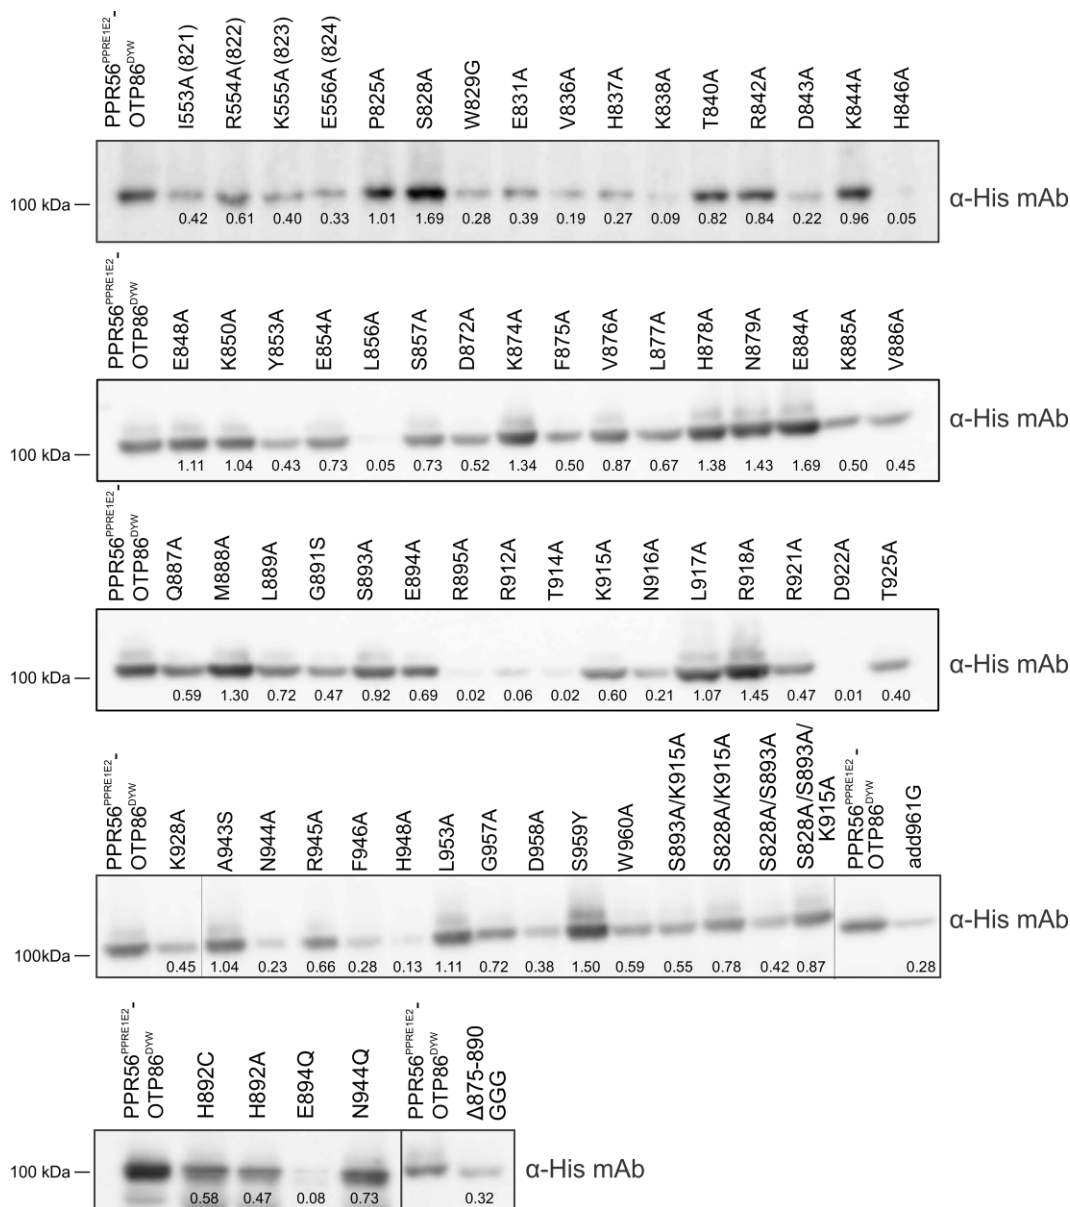 PPR56PPRE1E2-
OTP86DYW
I553A (821)
R554A (822)
K555A (823)
E556A (824)
P825A
S828A
W829G
E831A
V836A
H837A
K838A
T840A
R842A
D843A
K844A
H846A
100 kDa
0.42 0.61 0.40 0.33 1.01 1.69 0.28 0.39 0.19 0.27 0.09 0.82 0.84 0.22 0.96 0.05
α-His mAb
PPR56PPRE1E2-
OTP86DYW
E848A
K850A
Y853A
E854A
L856A
S857A
D872A
K874A
F875A
V876A
L877A
H878A
N879A
E884A
K885A
V886A
100 kDa
1.11 1.04 0.43 0.73 0.05 0.73 0.52 1.34 0.50 0.87 0.67 1.38 1.43 1.69 0.50 0.45
α-His mAb
PPR56PPRE1E2-
OTP86DYW
Q887A
M888A
L889A
G891S
S893A
E894A
R895A
R912A
T914A
K915A
N916A
L917A
R918A
R921A
D922A
T925A
100 kDa
0.59 1.30 0.72 0.47 0.92 0.69 0.02 0.06 0.02 0.60 0.21 1.07 1.45 0.47 0.01 0.40
α-His mAb
PPR56PPRE1E2-
OTP86DYW
K928A
A943S
N944A
R945A
F946A
H948A
L953A
G957A
D958A
S959Y
W960A
S893A/K915A
S828A/K915A
S828A/S893A
S828A/S893A/
K915A
PPR56PPRE1E2-
OTP86DYW
add961G
100kDa
0.45 1.04 0.23 0.66 0.28 0.13 1.11 0.72 0.38 1.50 0.59 0.55 0.78 0.42 0.87 0.28
α-His mAb
PPR56PPRE1E2-
OTP86DYW
H892C
H892A
E894Q
N944Q
PPR56PPRE1E2-
OTP86DYW
Δ875-890
GGG
100 kDa
0.58 0.47 0.08 0.73 0.32
α-His mAb